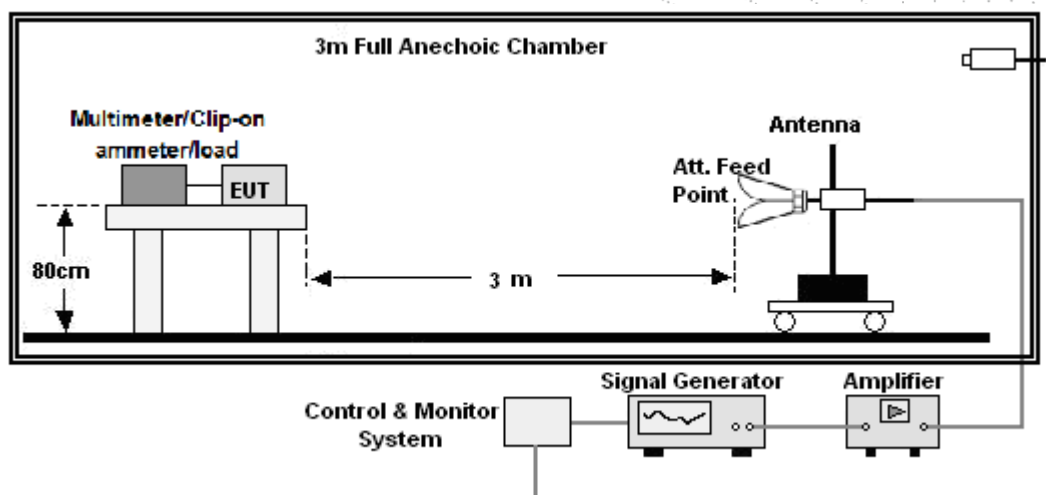 3m Full Anechoic Chamber
Multimeter/Clip-on
ammeter/load
EUT
Antenna
Att. Feed
Point
80cm
3 m
Signal Generator
Amplifier
Control & Monitor
System